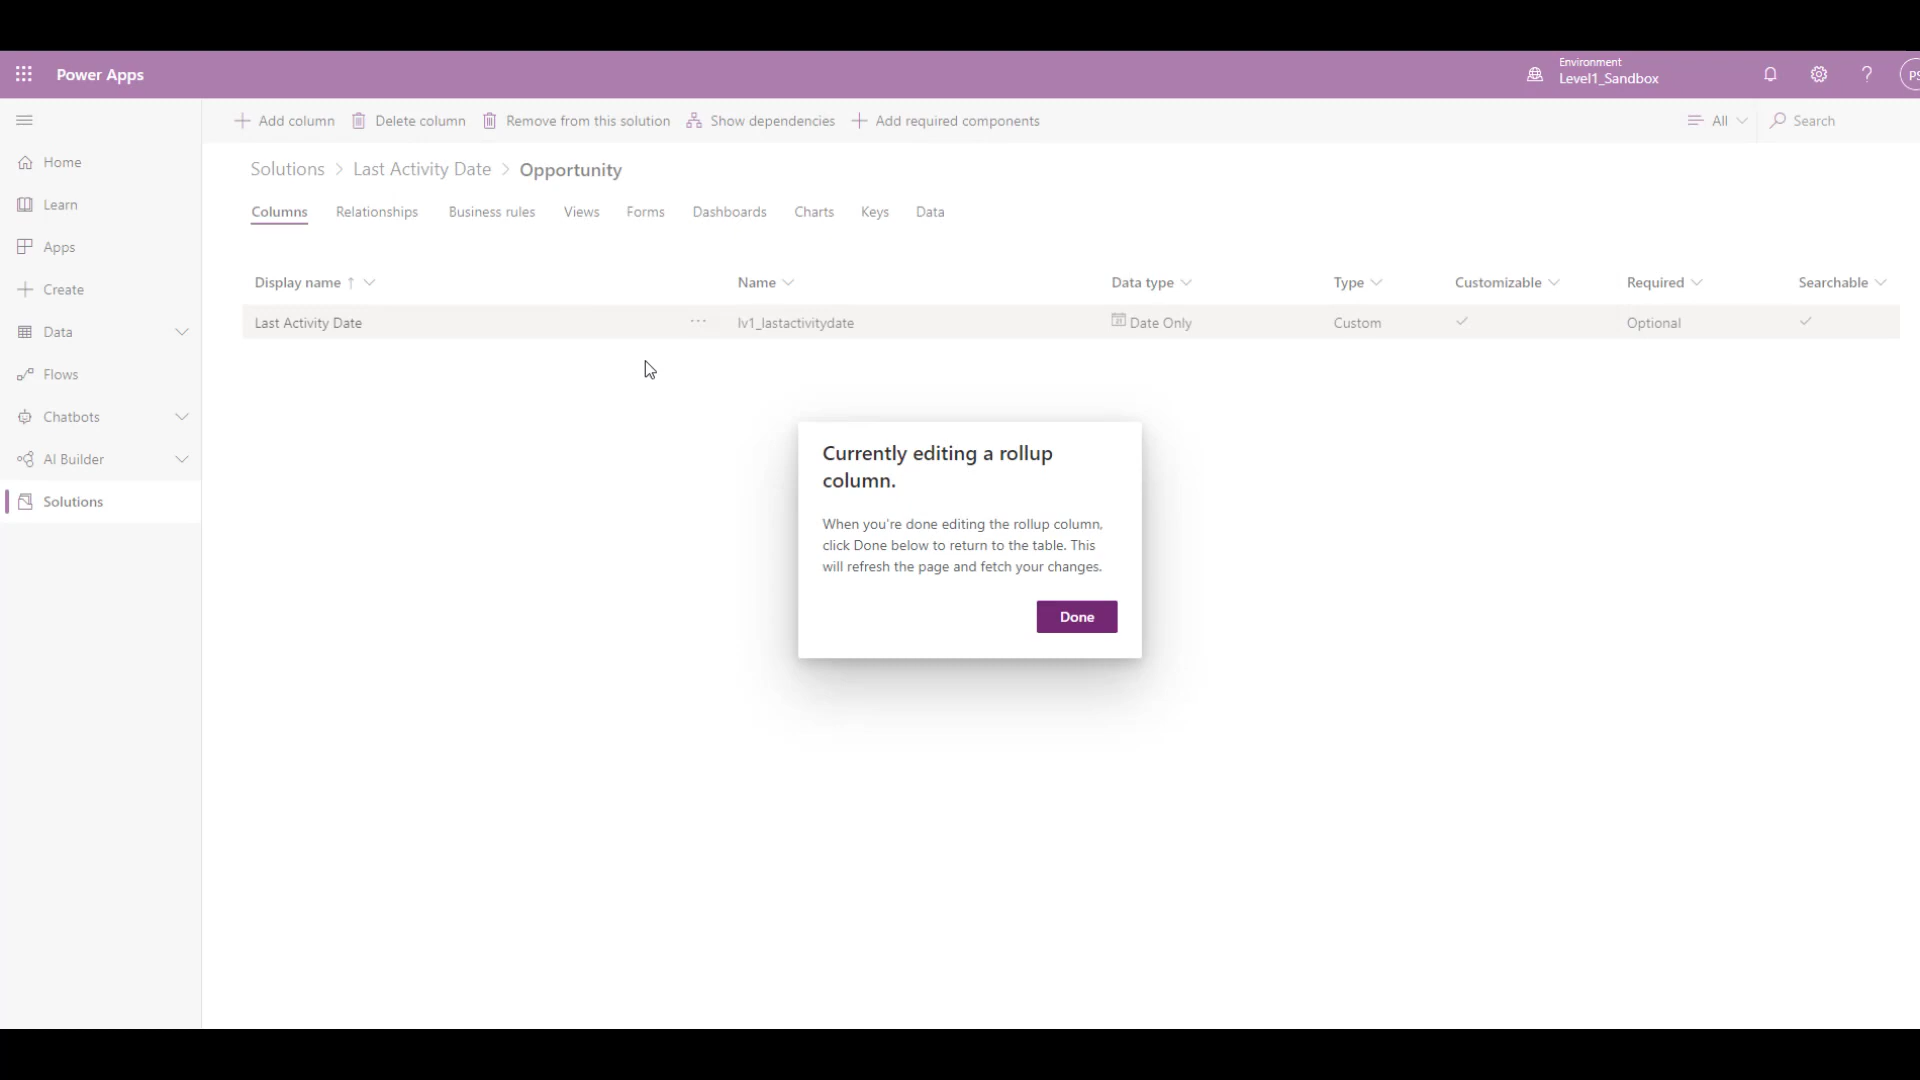 Power Apps
Environment
Level1_Sandbox
?
PS
Add column
Delete column
Remove from this solution
Show dependencies
Add required components
All
Search
Home
Learn
Apps
Create
Data
Flows
Chatbots
AI Builder
Solutions
Solutions > Last Activity Date > Opportunity
Columns Relationships Business rules Views Forms Dashboards Charts Keys Data
Display name ↑ Name Data type Type Customizable Required Searchable
Last Activity Date ··· lv1_lastactivitydate Date Only Custom Optional
Currently editing a rollup
column.
When you're done editing the rollup column,
click Done below to return to the table. This
will refresh the page and fetch your changes.
Done